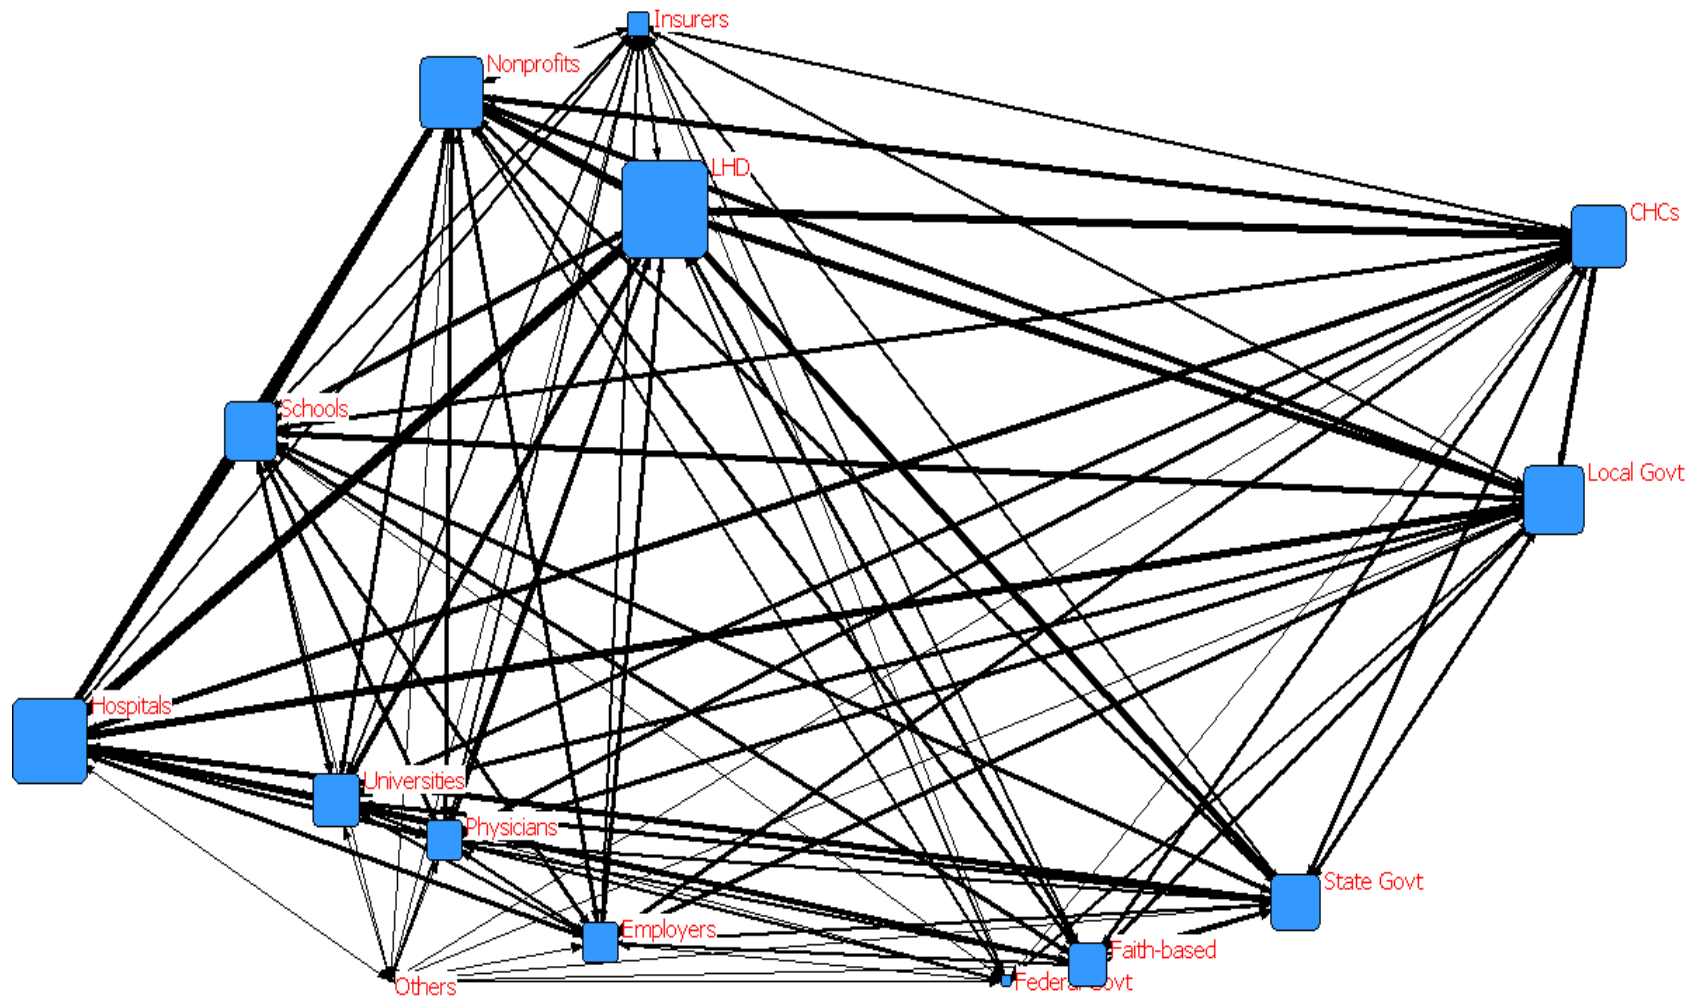 Insurers
Nonprofits
LHD
CHCs
Schools
Local Govt
Hospitals
Universities
Physicians
State Govt
Employers
Faith-based
Federal Govt
Others